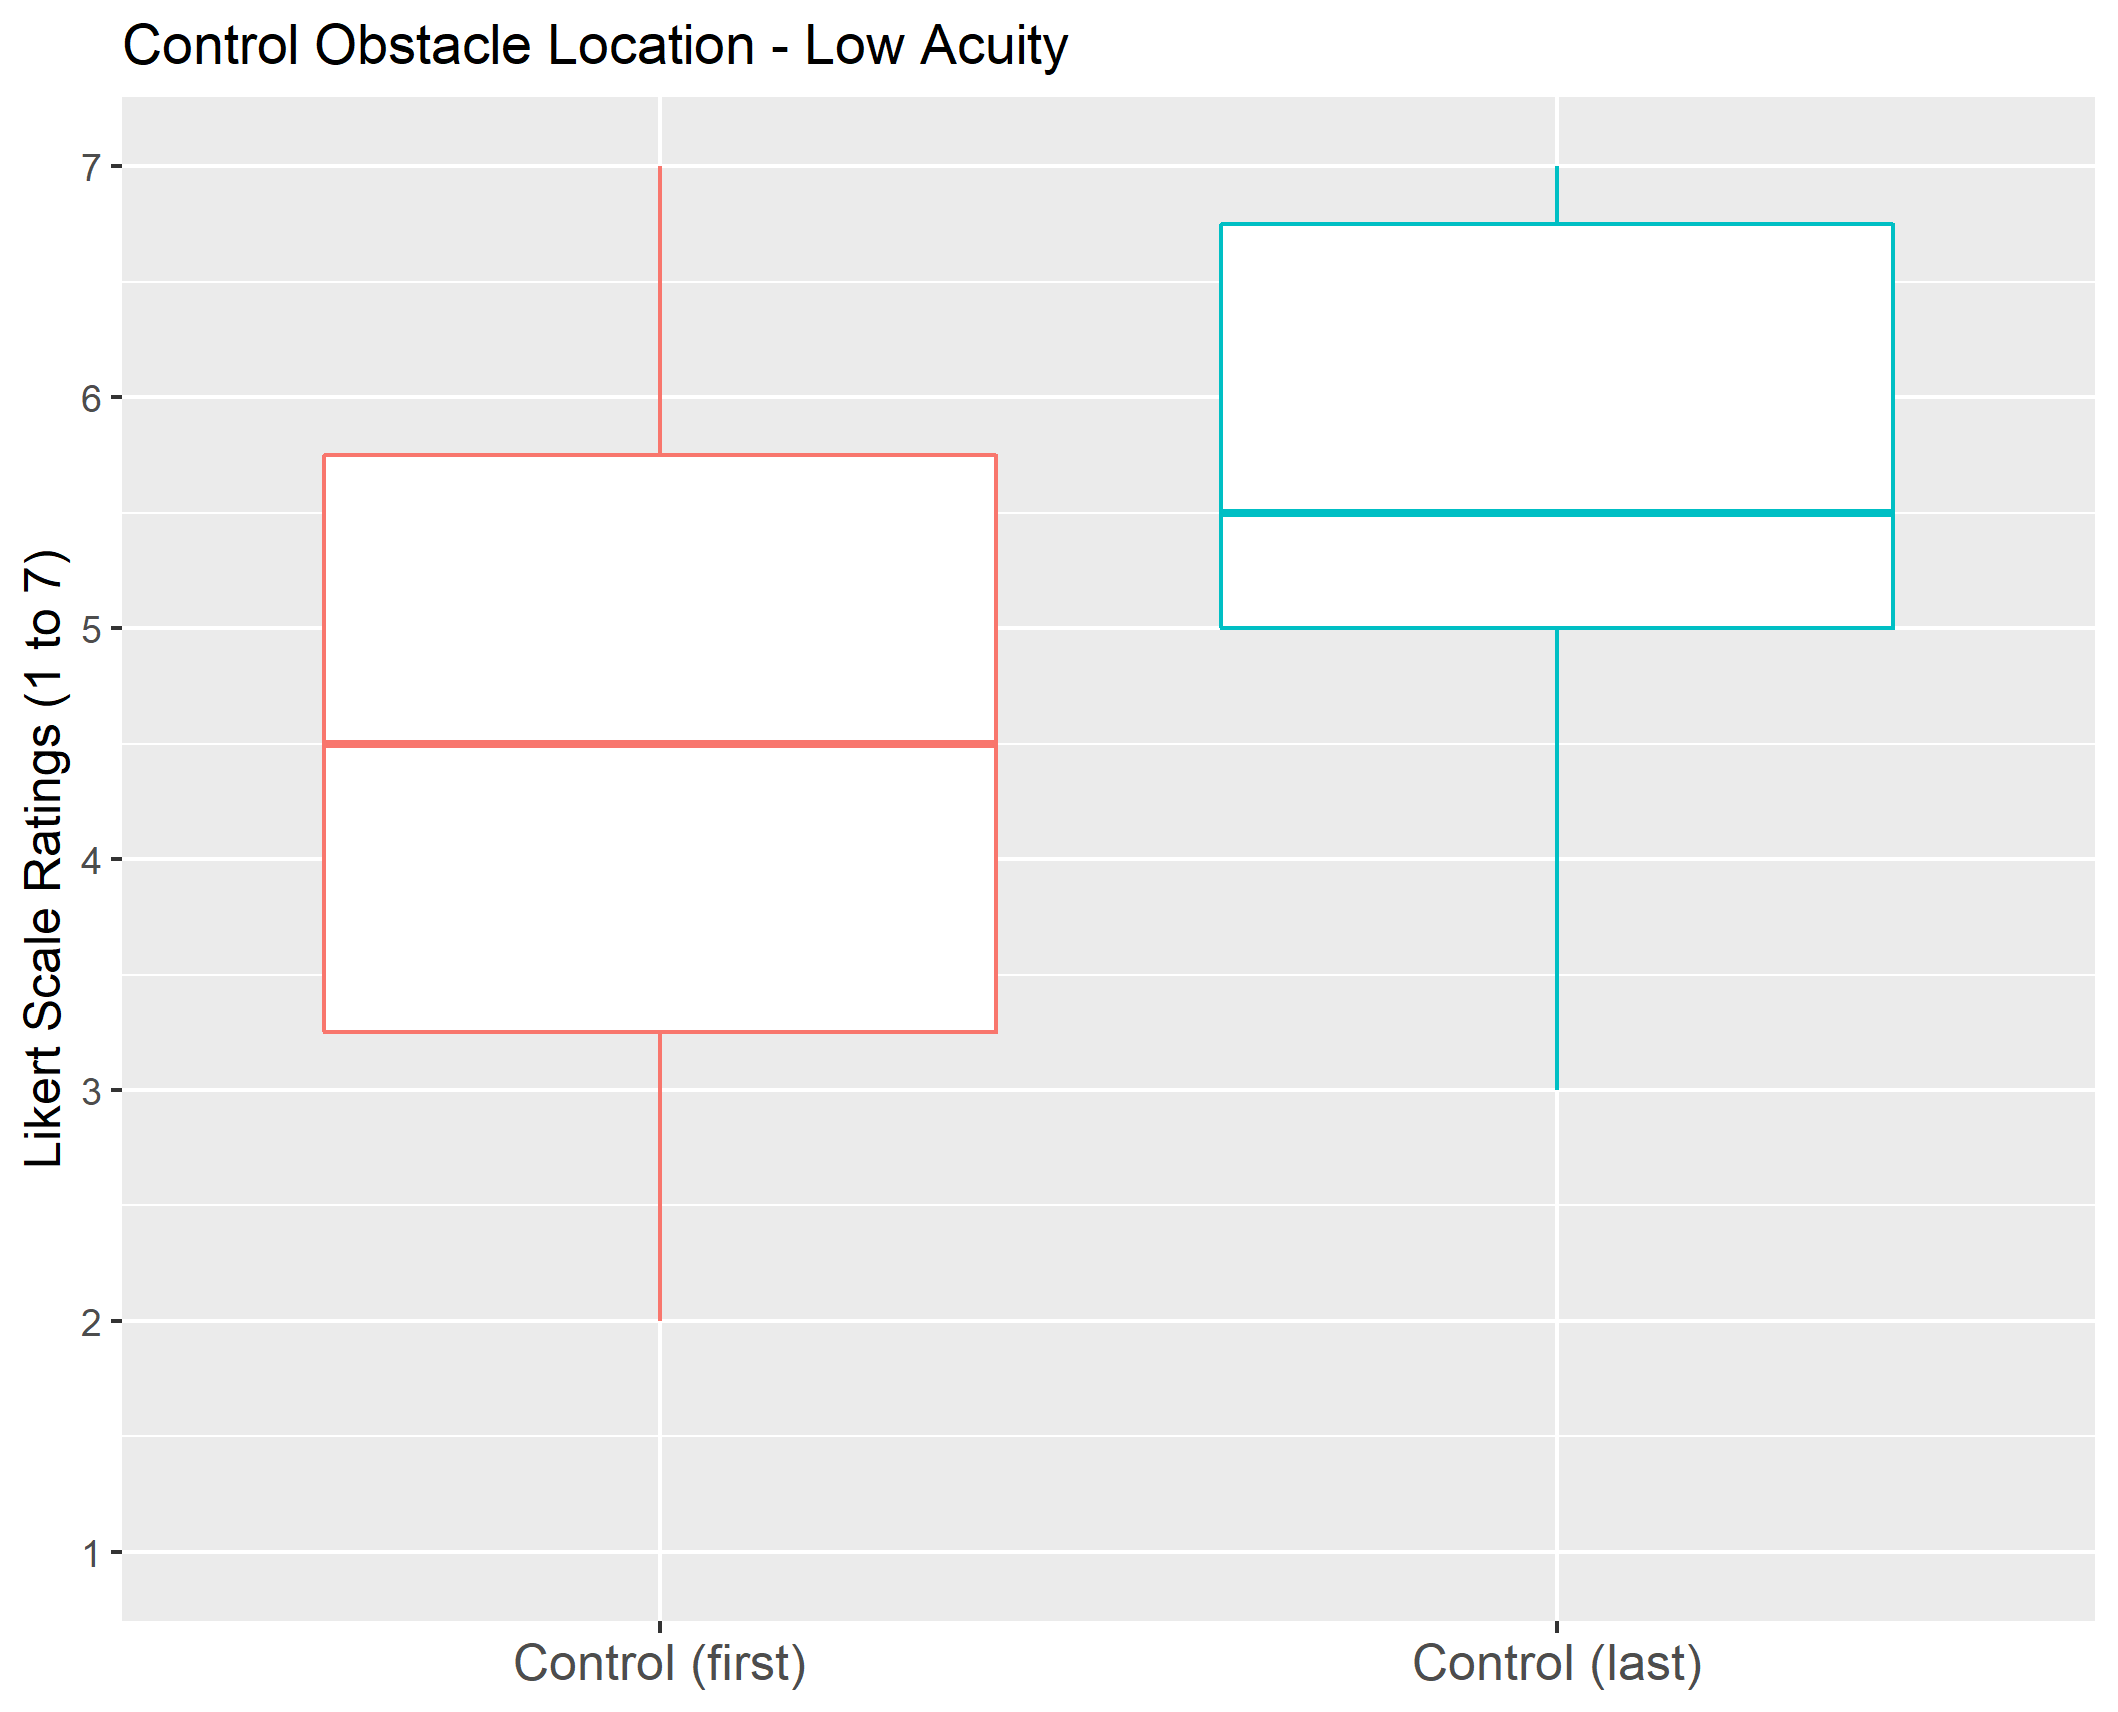 Control Obstacle Location - Low Acuity
Likert Scale Ratings (1 to 7)
7
6
5
4
3
2
1
Control (first)
Control (last)